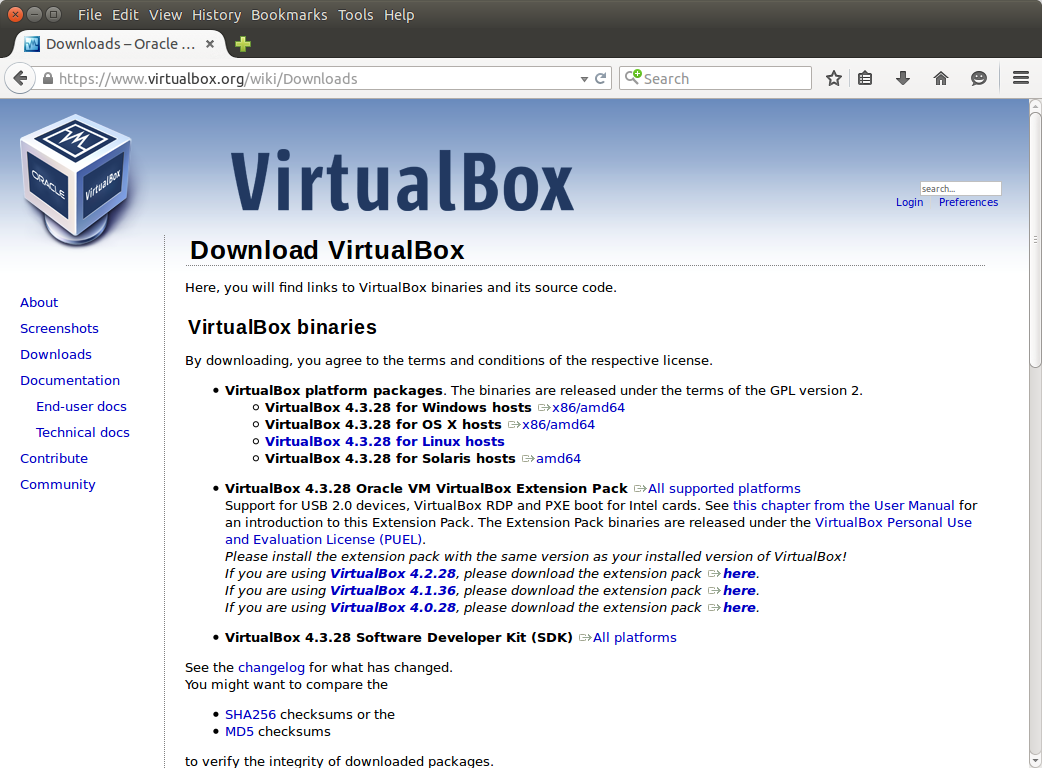 File Edit View History Bookmarks Tools Help
Downloads – Oracle ...
https://www.virtualbox.org/wiki/Downloads
Search
VM
ORACLE
VirtualBox
VirtualBox
search...
Login Preferences
About
Screenshots
Downloads
Documentation
End-user docs
Technical docs
Contribute
Community
Download VirtualBox
Here, you will find links to VirtualBox binaries and its source code.
VirtualBox binaries
By downloading, you agree to the terms and conditions of the respective license.
• VirtualBox platform packages. The binaries are released under the terms of the GPL version 2.
VirtualBox 4.3.28 for Windows hosts x86/amd64
VirtualBox 4.3.28 for OS X hosts x86/amd64
VirtualBox 4.3.28 for Linux hosts
VirtualBox 4.3.28 for Solaris hosts amd64
• VirtualBox 4.3.28 Oracle VM VirtualBox Extension Pack All supported platforms
Support for USB 2.0 devices, VirtualBox RDP and PXE boot for Intel cards. See this chapter from the User Manual for
an introduction to this Extension Pack. The Extension Pack binaries are released under the VirtualBox Personal Use
and Evaluation License (PUEL).
Please install the extension pack with the same version as your installed version of VirtualBox!
If you are using VirtualBox 4.2.28, please download the extension pack here.
If you are using VirtualBox 4.1.36, please download the extension pack here.
If you are using VirtualBox 4.0.28, please download the extension pack here.
• VirtualBox 4.3.28 Software Developer Kit (SDK) All platforms
See the changelog for what has changed.
You might want to compare the
• SHA256 checksums or the
• MD5 checksums
to verify the integrity of downloaded packages.